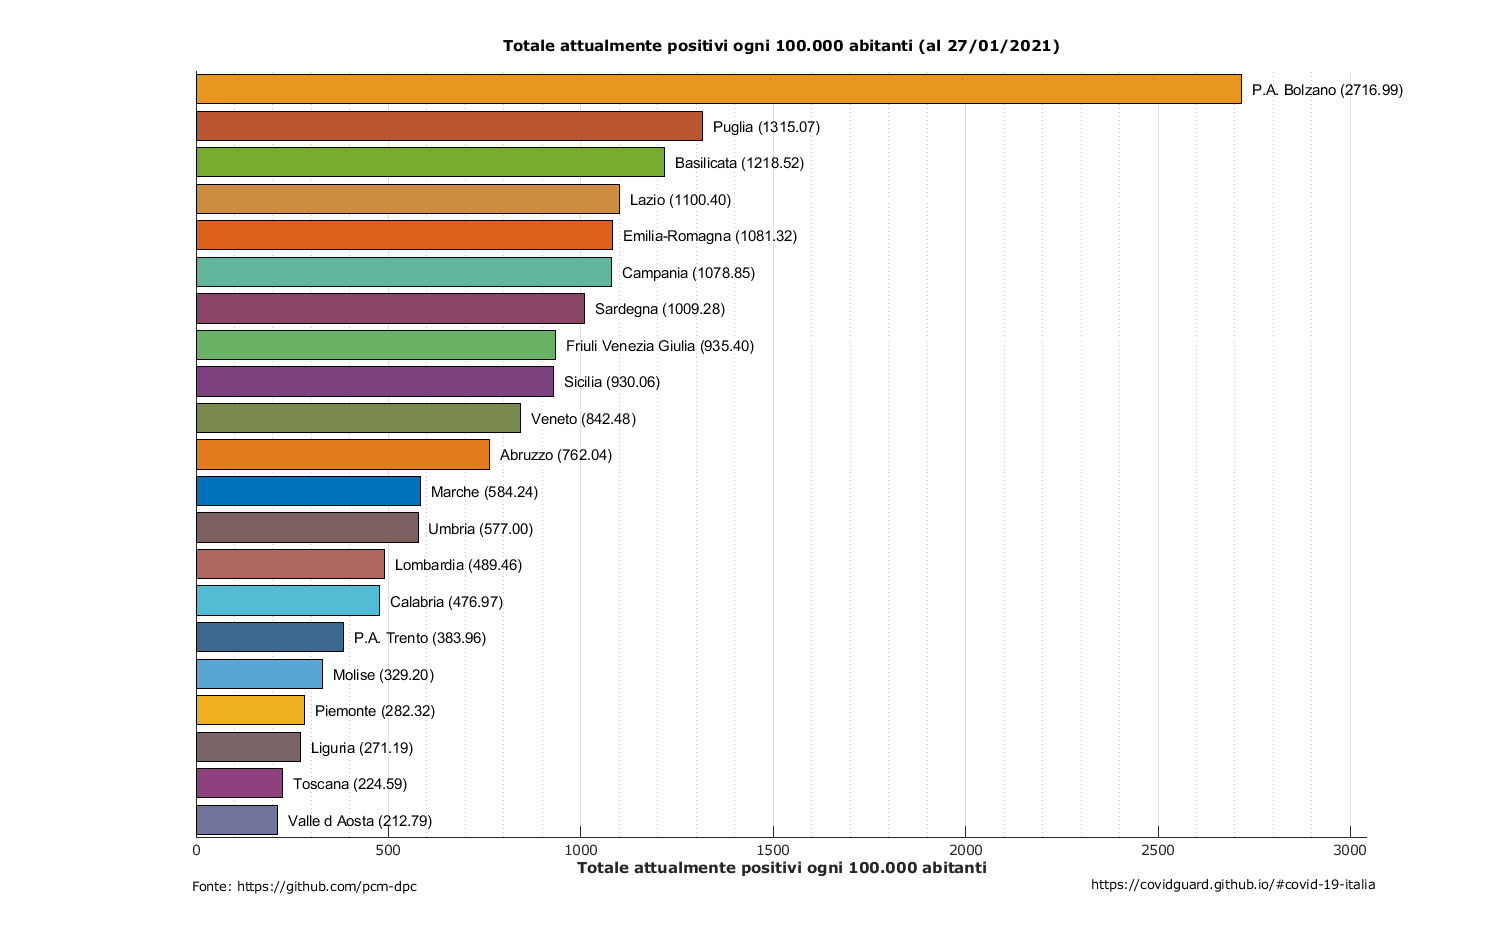 Totale attualmente positivi ogni 100.000 abitanti (al 27/01/2021)
P.A. Bolzano (2716.99)
Puglia (1315.07)
Basilicata (1218.52)
Lazio (1100.40)
Emilia-Romagna (1081.32)
Campania (1078.85)
Sardegna (1009.28)
Friuli Venezia Giulia (935.40)
Sicilia (930.06)
Veneto (842.48)
Abruzzo (762.04)
Marche (584.24)
Umbria (577.00)
Lombardia (489.46)
Calabria (476.97)
P.A. Trento (383.96)
Molise (329.20)
Piemonte (282.32)
Liguria (271.19)
Toscana (224.59)
Valle d Aosta (212.79)
0 500 1000 1500 2000 2500 3000
Totale attualmente positivi ogni 100.000 abitanti
Fonte: https://github.com/pcm-dpc
https://covidguard.github.io/#covid-19-italia